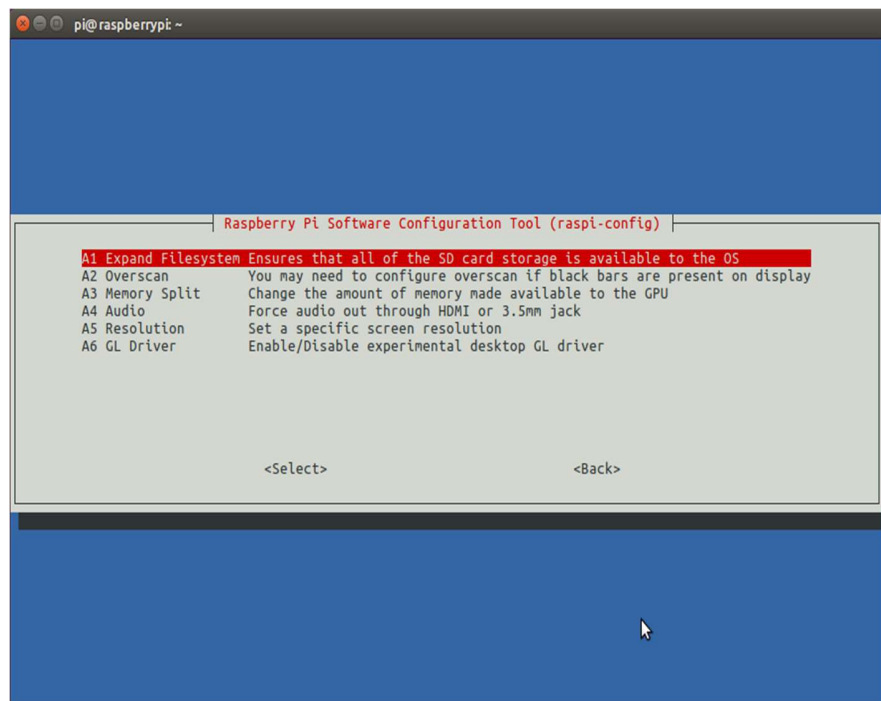 pi@raspberrypi: ~
Raspberry Pi Software Configuration Tool (raspi-config)
A1 Expand Filesystem Ensures that all of the SD card storage is available to the OS
A2 Overscan You may need to configure overscan if black bars are present on display
A3 Memory Split Change the amount of memory made available to the GPU
A4 Audio Force audio out through HDMI or 3.5mm jack
A5 Resolution Set a specific screen resolution
A6 GL Driver Enable/Disable experimental desktop GL driver
<Select> <Back>